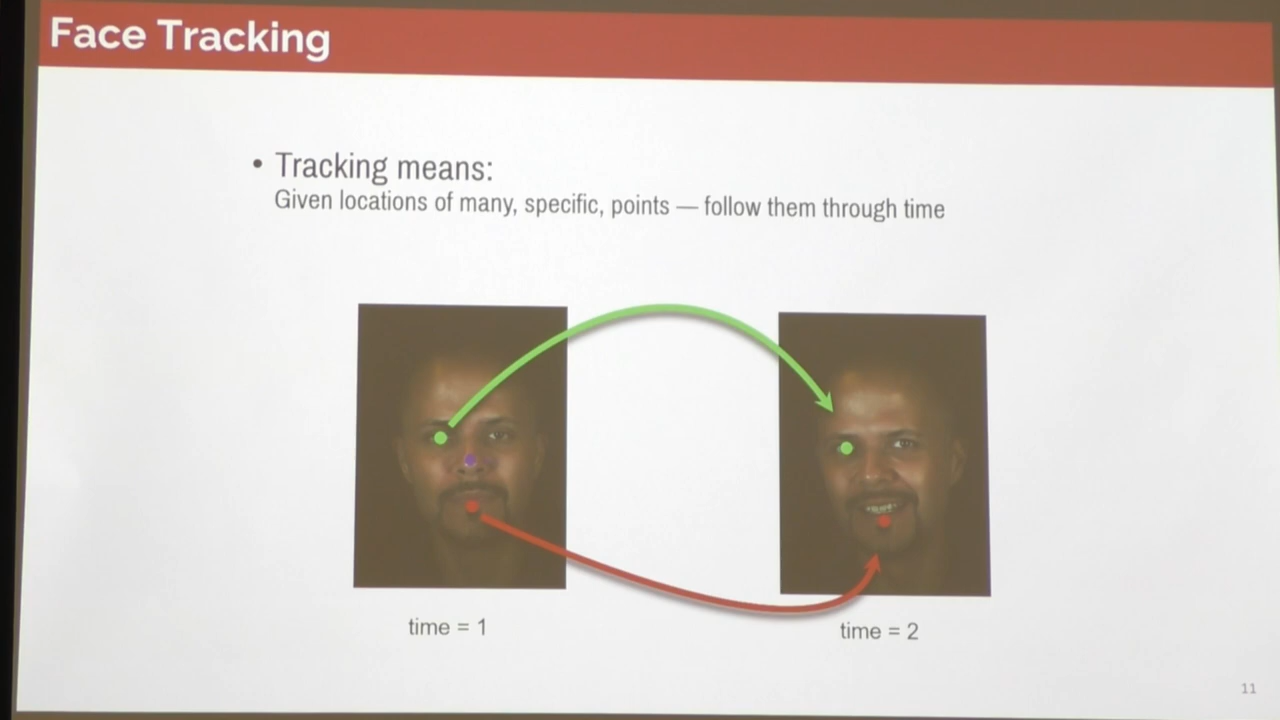 Face Tracking
• Tracking means:
Given locations of many, specific, points — follow them through time
time = 1
time = 2
11